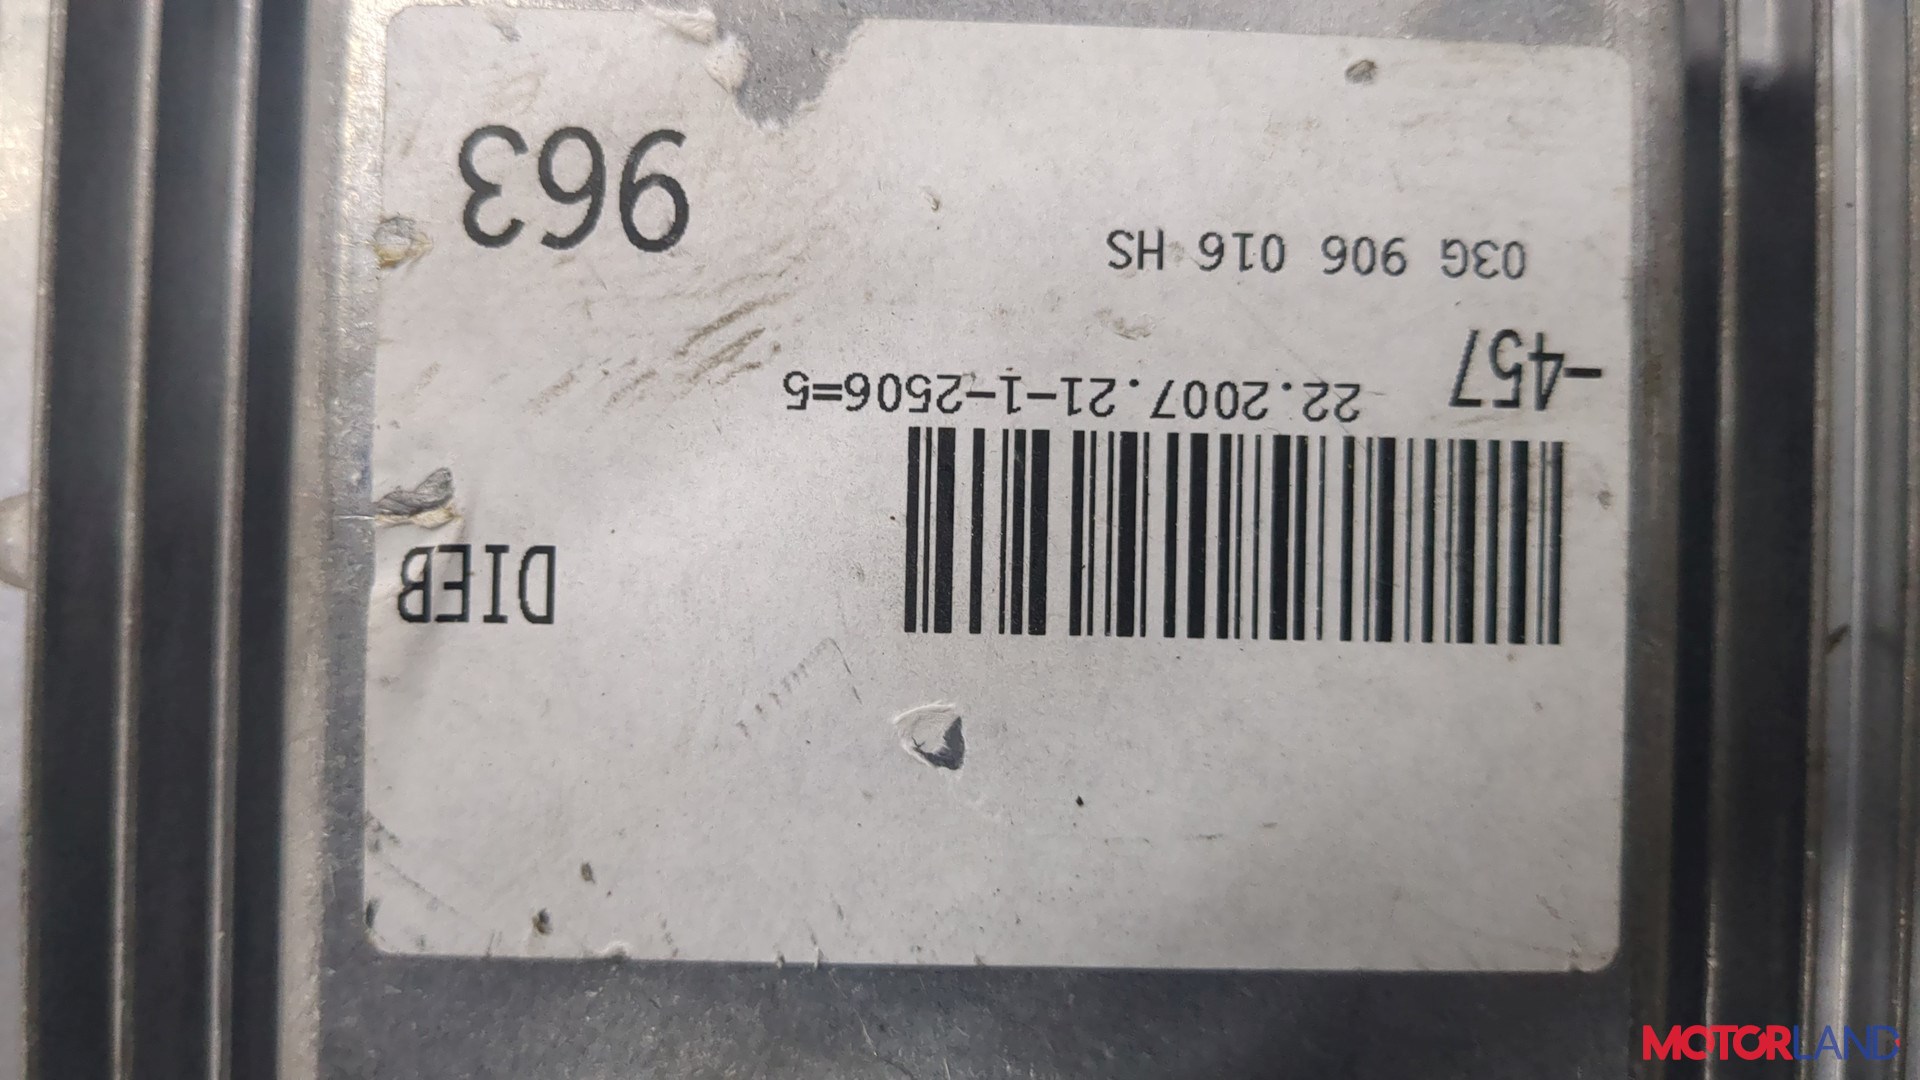 DIEB
22.2007.21-1-2506=5
-457
03G 906 016 HS
963
MOTORLAND